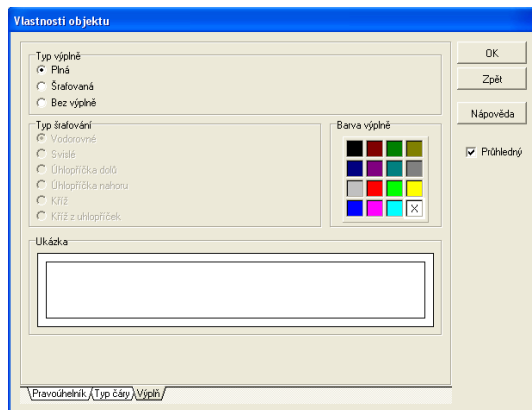 Vlastnosti objektu
Typ výplně
Plná
Šrafovaná
Bez výplně
Typ šrafování
Vodorovné
Svislé
Úhlopříčka dolů
Úhlopříčka nahoru
Kříž
Kříž z uhlopříček
Barva výplně
X
Ukázka
OK
Zpět
Nápověda
Průhledný
Pravoúhelník
Typ čáry
Výplň